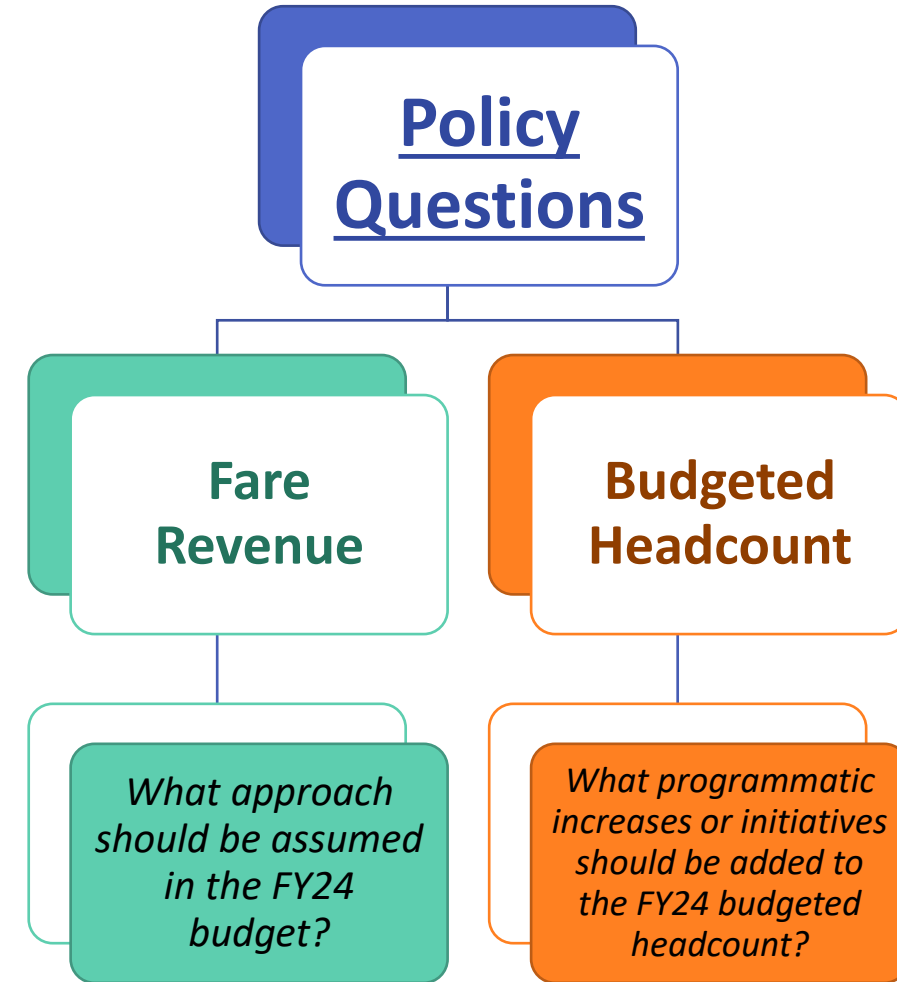 Policy
Questions
Fare
Revenue
Budgeted
Headcount
What approach
should be assumed
in the FY24
budget?
What programmatic
increases or initiatives
should be added to
the FY24 budgeted
headcount?